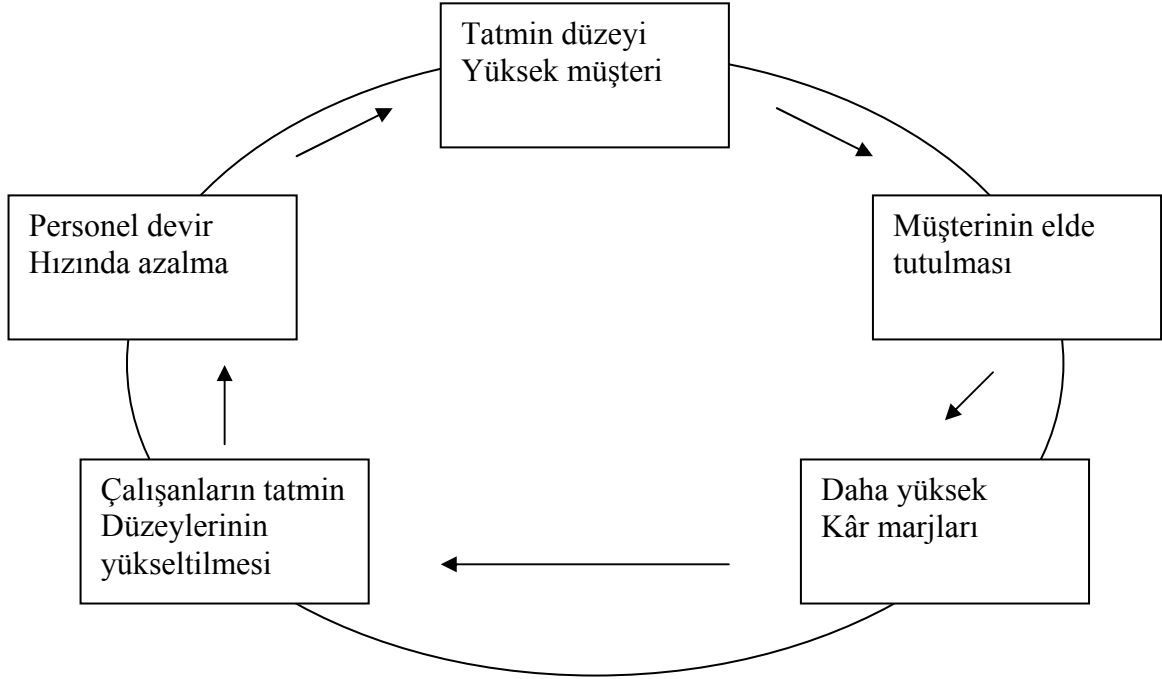 Tatmin düzeyi
Yüksek müşteri
Müşterinin elde
tutulması
Daha yüksek
Kâr marjları
Çalışanların tatmin
Düzeylerinin
yükseltilmesi
Personel devir
Hızında azalma